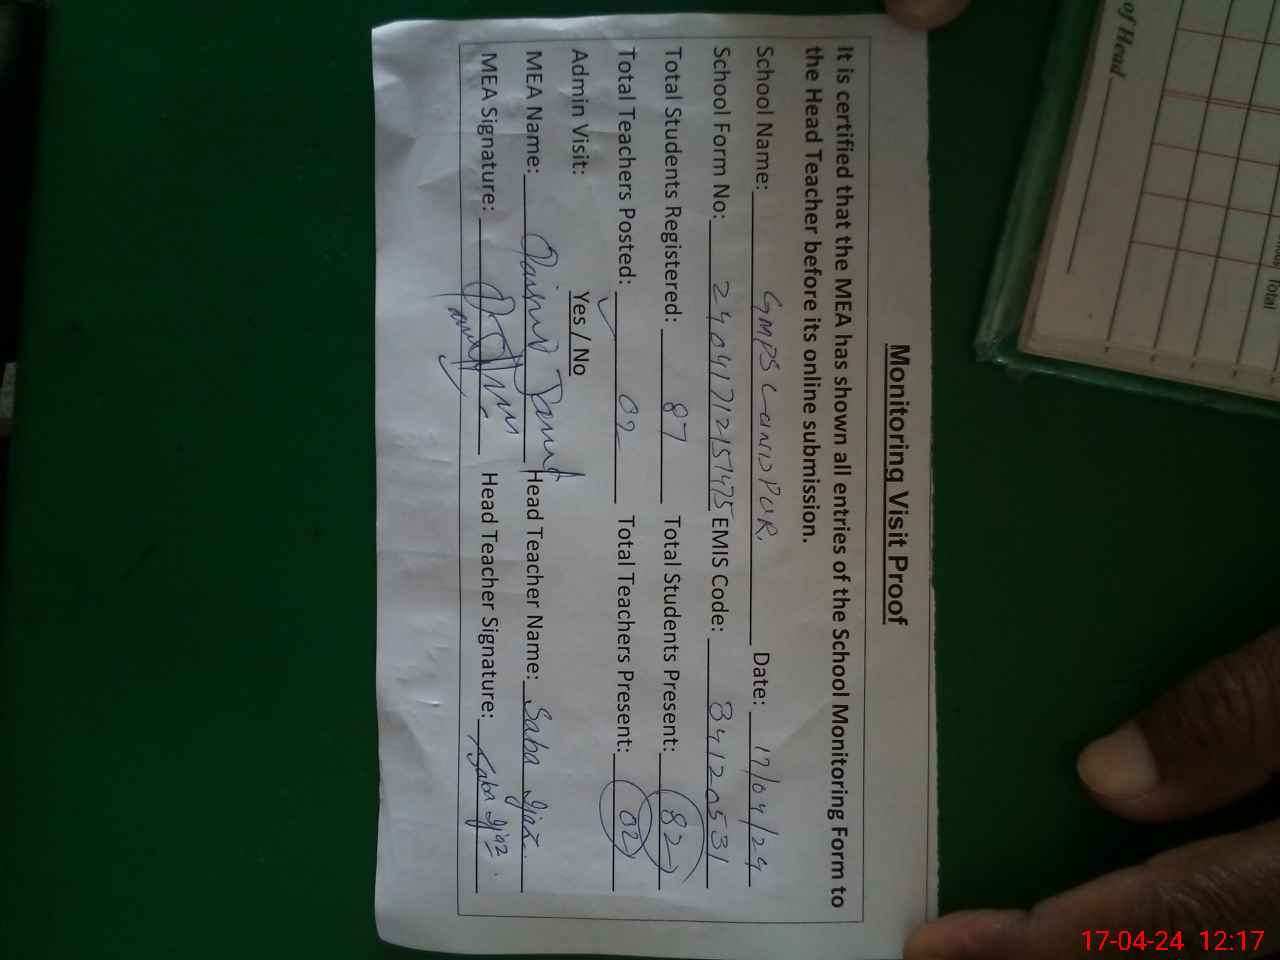 Monitoring Visit Proof
It is certified that the MEA has shown all entries of the School Monitoring Form to
the Head Teacher before its online submission.
School Name: GMPS Date: 17/04/24
School Form No: EMIS Code: 34120531
Total Students Registered: 87 Total Students Present: 82
Total Teachers Posted: 02 Total Teachers Present: 02
Admin Visit: Yes / No
MEA Name: Head Teacher Name: Saba Ijaz.
MEA Signature: Head Teacher Signature: Saba Ijaz
of Head
Total
17-04-24 12:17